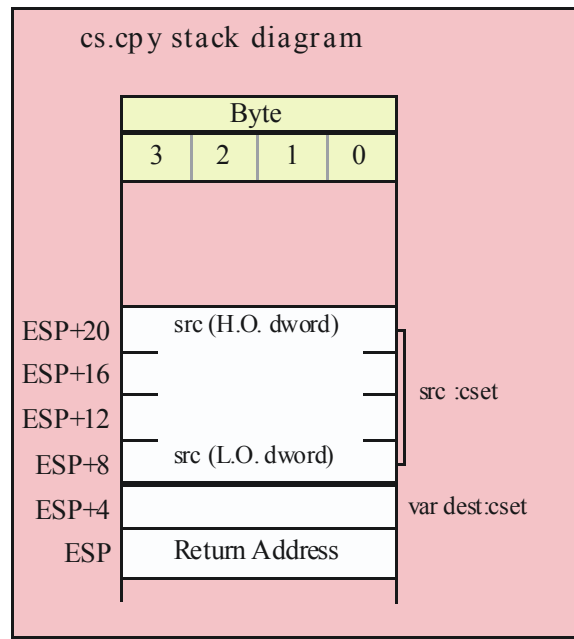 cs.cpy stack diagram
Byte
3 2 1 0
ESP+20 src (H.O. dword)
ESP+16
src :cset
ESP+12
ESP+8 src (L.O. dword)
ESP+4 var dest:cset
ESP Return Address